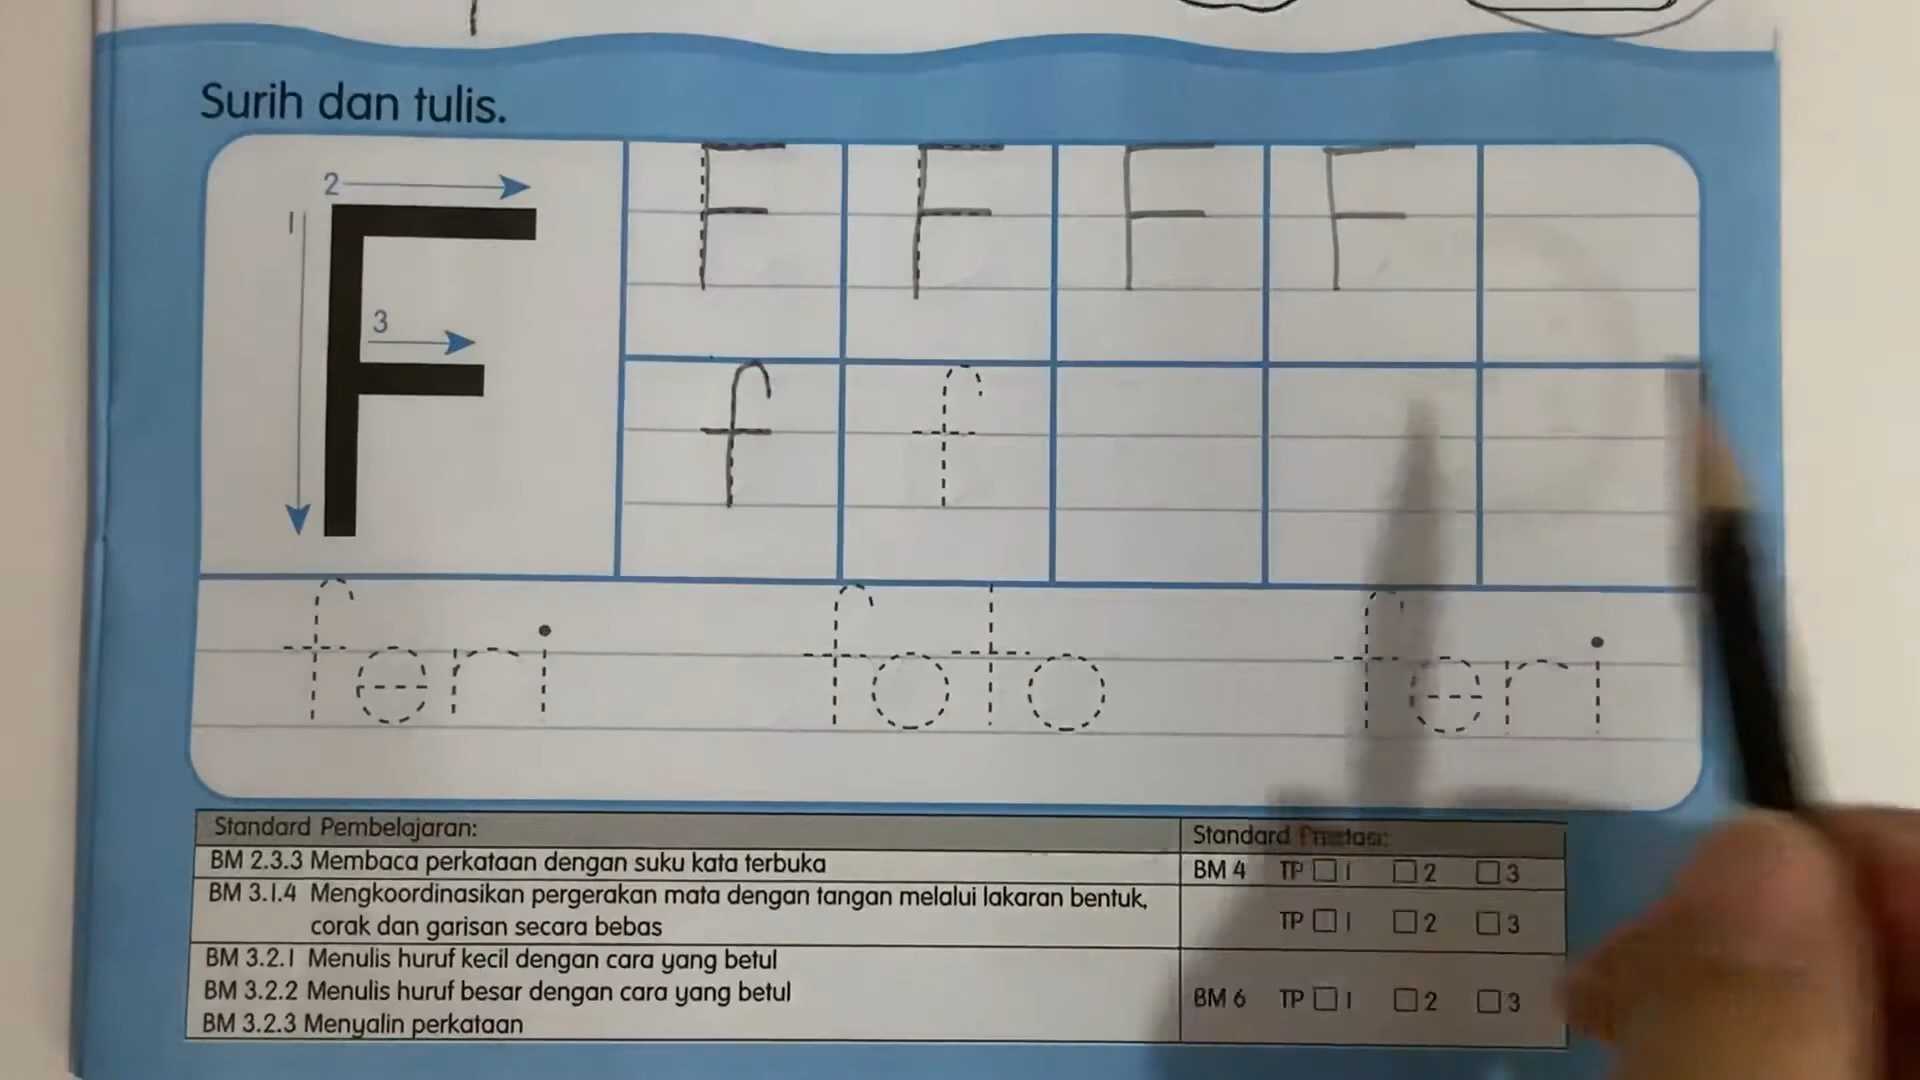 Surih dan tulis.
2
1
3
F
F F F F
f f
feri foto feri
Standard Pembelajaran: Standard Prestasi:
BM 2.3.3 Membaca perkataan dengan suku kata terbuka BM 4 TP 1 2 3
BM 3.1.4 Mengkoordinasikan pergerakan mata dengan tangan melalui lakaran bentuk,
corak dan garisan secara bebas TP 1 2 3
BM 3.2.1 Menulis huruf kecil dengan cara yang betul
BM 3.2.2 Menulis huruf besar dengan cara yang betul BM 6 TP 1 2 3
BM 3.2.3 Menyalin perkataan